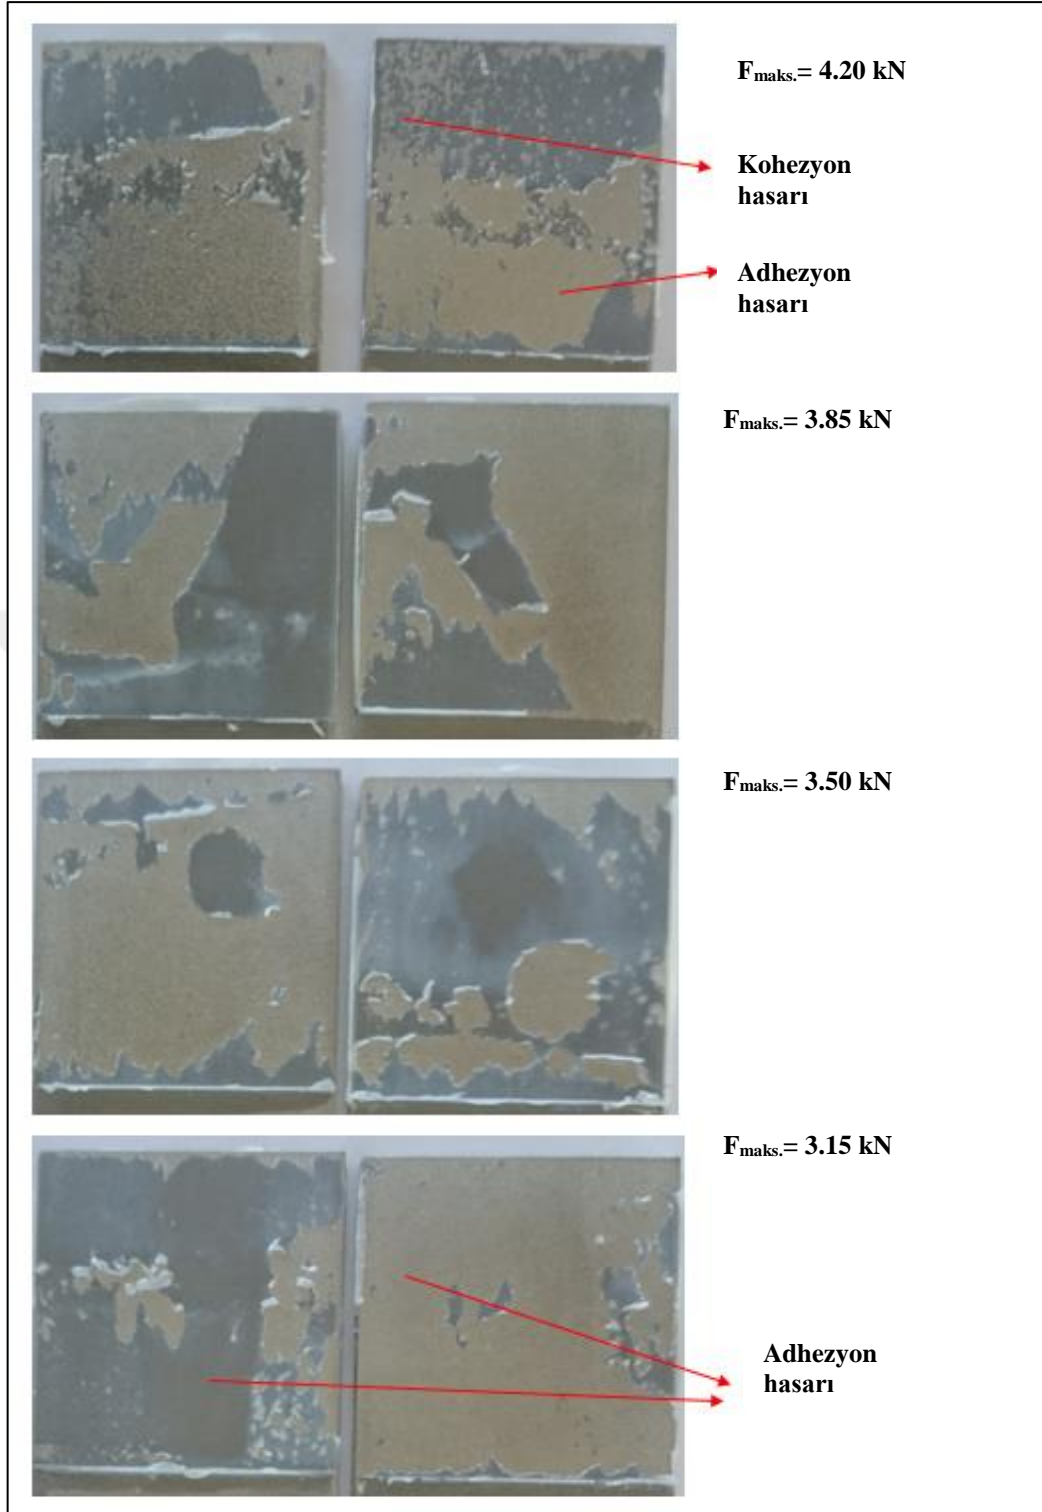 Fmaks.= 4.20 kN
Kohezyon
hasarı
Adhezyon
hasarı
Fmaks.= 3.85 kN
Fmaks.= 3.50 kN
Fmaks.= 3.15 kN
Adhezyon
hasarı